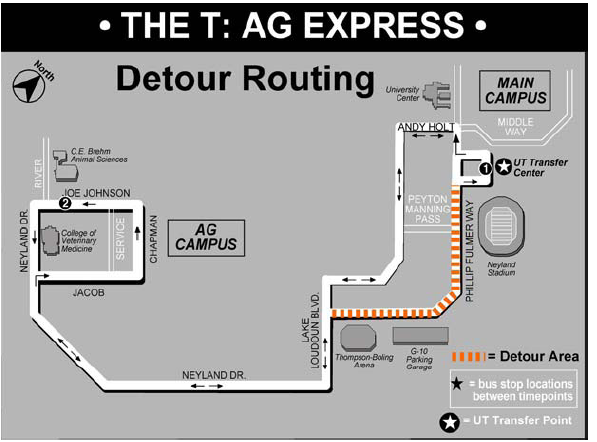 • THE T: AG EXPRESS •
North
Detour Routing
University
Center
MAIN
CAMPUS
MIDDLE
WAY
ANDY HOLT
1
UT Transfer
Center
C.E. Brehm
Animal Sciences
RIVER
JOE JOHNSON
2
NEYLAND DR.
College of
Veterinary
Medicine
SERVICE
CHAPMAN
AG
CAMPUS
JACOB
PEYTON
MANNING
PASS
PHILLIP FULMER WAY
Neyland
Stadium
LAKE
LOUDOUN BLVD.
Thompson-Boling
Arena
G-10
Parking
Garage
NEYLAND DR.
= Detour Area
= bus stop locations
between timepoints
= UT Transfer Point